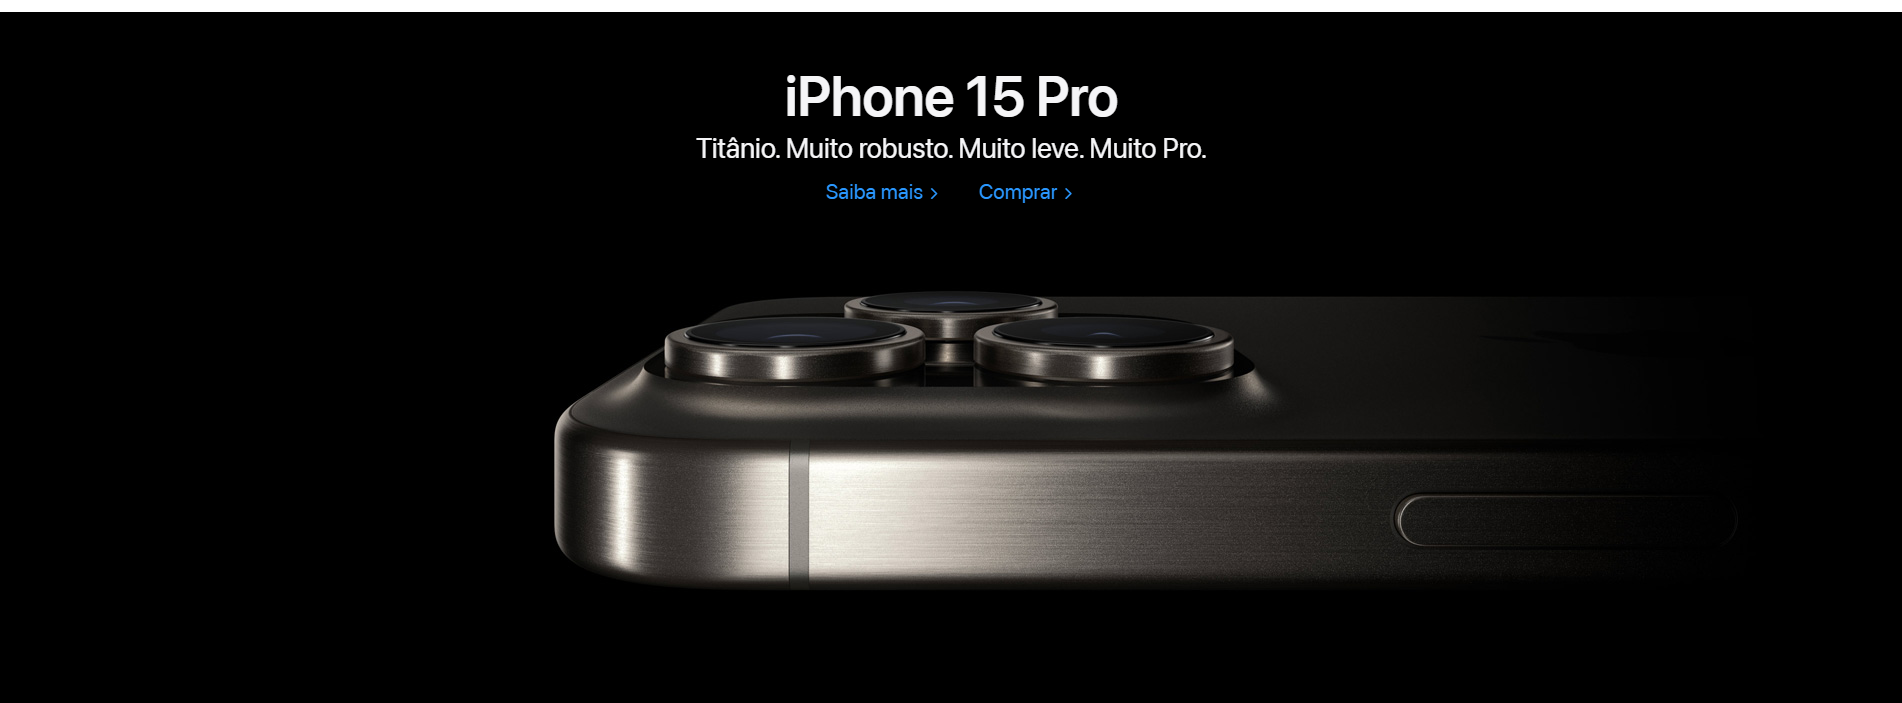 iPhone 15 Pro
Titânio. Muito robusto. Muito leve. Muito Pro.
Saiba mais > Comprar >